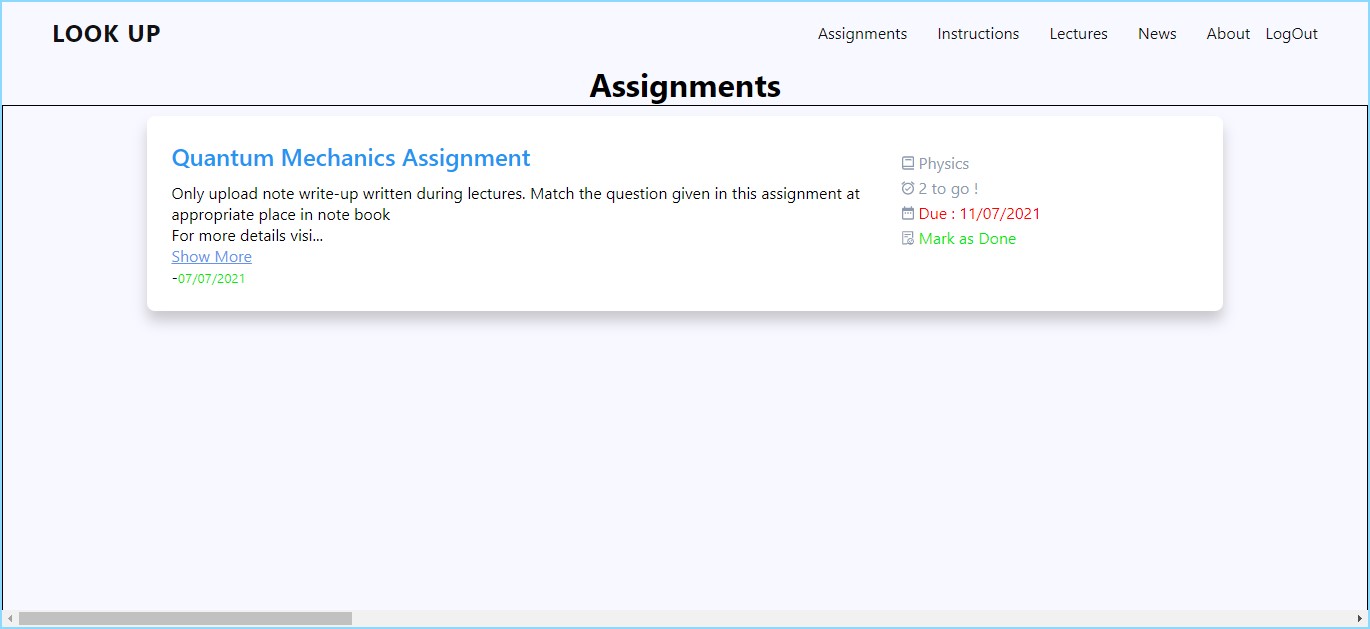 LOOK UP
Assignments Instructions Lectures News About LogOut
Assignments
Quantum Mechanics Assignment
Only upload note write-up written during lectures. Match the question given in this assignment at
appropriate place in note book
For more details visi...
Show More
-07/07/2021
Physics
2 to go !
Due : 11/07/2021
Mark as Done